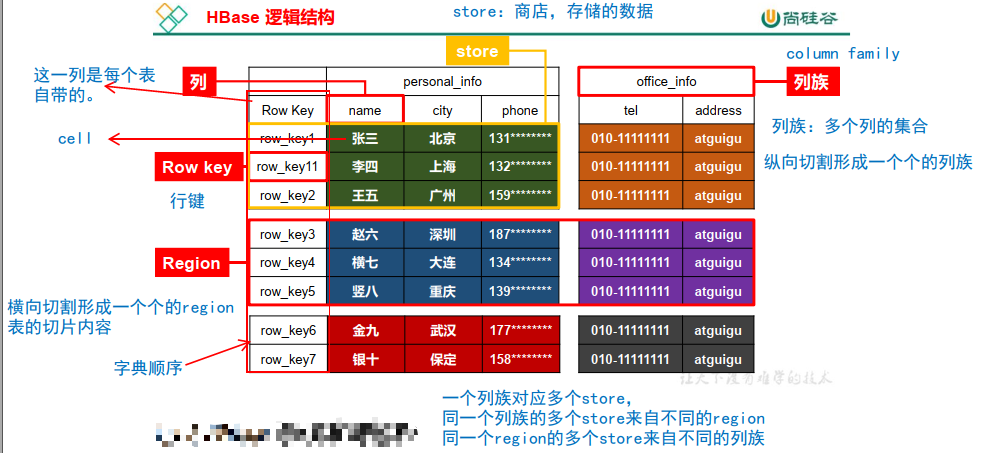 HBase 逻辑结构
store：商店，存储的数据
尚硅谷
store
column family
这一列是每个表
自带的。
列
personal_info
office_info
列族
Row Key
name
city
phone
tel
address
列族：多个列的集合
cell
row_key1
张三
北京
131********
010-11111111
atguigu
纵向切割形成一个个的列族
Row key
row_key11
李四
上海
132********
010-11111111
atguigu
行键
row_key2
王五
广州
159********
010-11111111
atguigu
row_key3
赵六
深圳
187********
010-11111111
atguigu
Region
row_key4
横七
大连
134********
010-11111111
atguigu
row_key5
竖八
重庆
139********
010-11111111
atguigu
横向切割形成一个个的region
表的切片内容
row_key6
金九
武汉
177********
010-11111111
atguigu
字典顺序
row_key7
银十
保定
158********
010-11111111
atguigu
让天下没有难学的技术
一个列族对应多个store，
同一个列族的多个store来自不同的region
同一个region的多个store来自不同的列族